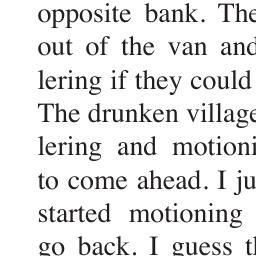 opposite bank. The
out of the van and
lering if they could
The drunken village
lering and motioni
to come ahead. I ju
started motioning
go back. I guess th